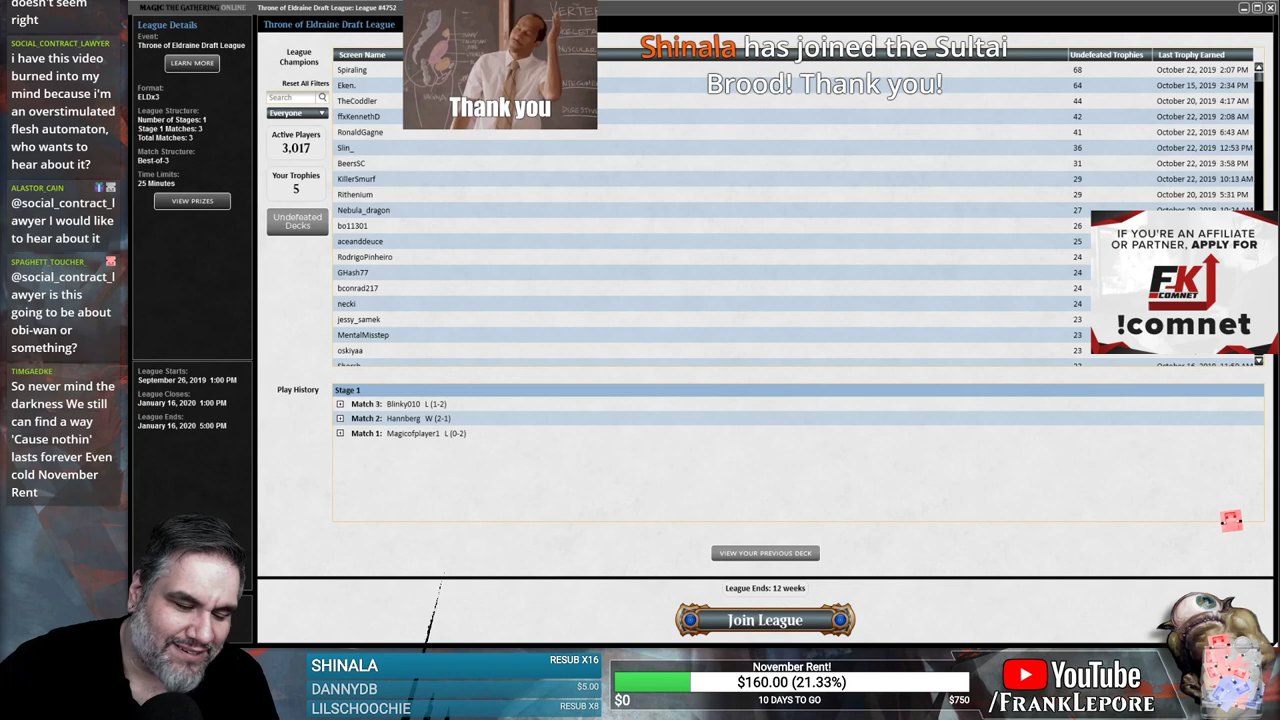 doesn't seem
right
SOCIAL_CONTRACT_LAWYER
i have this video
burned into my
mind because i'm
an overstimulated
flesh automaton,
who wants to
hear about it?
ALASTOR_CAIN
@social_contract_l
awyer I would like
to hear about it
SPAGHETT_TOUCHER_
@social_contract_l
awyer is this
going to be about
obi-wan or
something?
TIMGAEDKE
So never mind the
darkness We still
can find a way
'Cause nothin'
lasts forever Even
cold November
Rent
MAGIC THE GATHERING ONLINE
Throne of Eldraine Draft League: League #4752
League Details
Event:
Throne of Eldraine Draft League
LEARN MORE
Format:
ELDx3
League Structure:
Number of Stages: 1
Stage 1 Matches: 3
Total Matches: 3
Match Structure:
Best-of-3
Time Limits:
25 Minutes
VIEW PRIZES
League Starts:
September 26, 2019 1:00 PM
League Closes:
January 16, 2020 1:00 PM
League Ends:
January 16, 2020 5:00 PM
Throne of Eldraine Draft League
League
Champions
Reset All Filters
Search
Everyone
Active Players
3,017
Your Trophies
5
Undefeated
Decks
Thank you
Shinala has joined the Sultai
Brood! Thank you!
Screen Name Undefeated Trophies Last Trophy Earned
Spiraling 68 October 22, 2019 2:07 PM
Eken. 64 October 15, 2019 2:34 PM
TheCoddler 44 October 20, 2019 4:17 AM
ffxKennethD 42 October 22, 2019 2:08 AM
RonaldGagne 41 October 22, 2019 6:43 AM
Slin_ 36 October 22, 2019 12:53 PM
BeersSC 31 October 22, 2019 3:58 PM
KillerSmurf 29 October 22, 2019 10:13 AM
Rithenium 29 October 20, 2019 5:31 PM
Nebula_dragon 27
bo11301 26
aceanddeuce 25
RodrigoPinheiro 24
GHash77 24
bconrad217 24
necki 24
jessy_samek 23
MentalMisstep 23
oskiyaa 23
IF YOU'RE AN AFFILIATE
OR PARTNER, APPLY FOR
FK
COMNET
!comnet
Play History
Stage 1
Match 3: Blinky010 L (1-2)
Match 2: Hannberg W (2-1)
Match 1: Magicofplayer1 L (0-2)
VIEW YOUR PREVIOUS DECK
League Ends: 12 weeks
Join League
SHINALA RESUB X16
DANNYDB $5.00
LILSCHOOCHIE RESUB X8
November Rent!
$160.00 (21.33%)
$0 10 DAYS TO GO $750
YouTube
/FRANKLEPORE